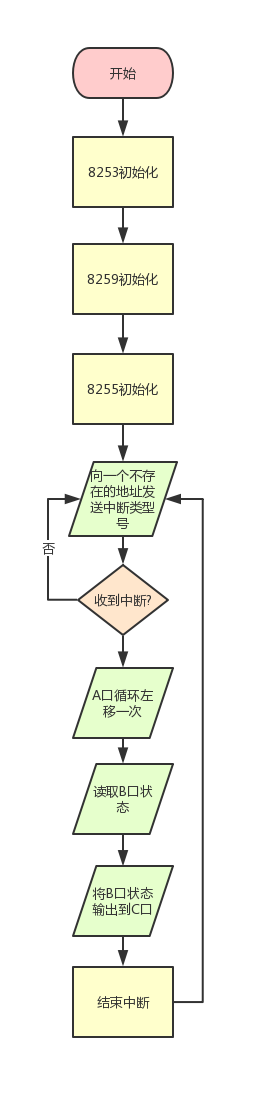 开始
8253初始化
8259初始化
8255初始化
向一个不存
在的地址发
送中断类型
号
否
收到中断?
A口循环左
移一次
读取B口状
态
将B口状态
输出到C口
结束中断